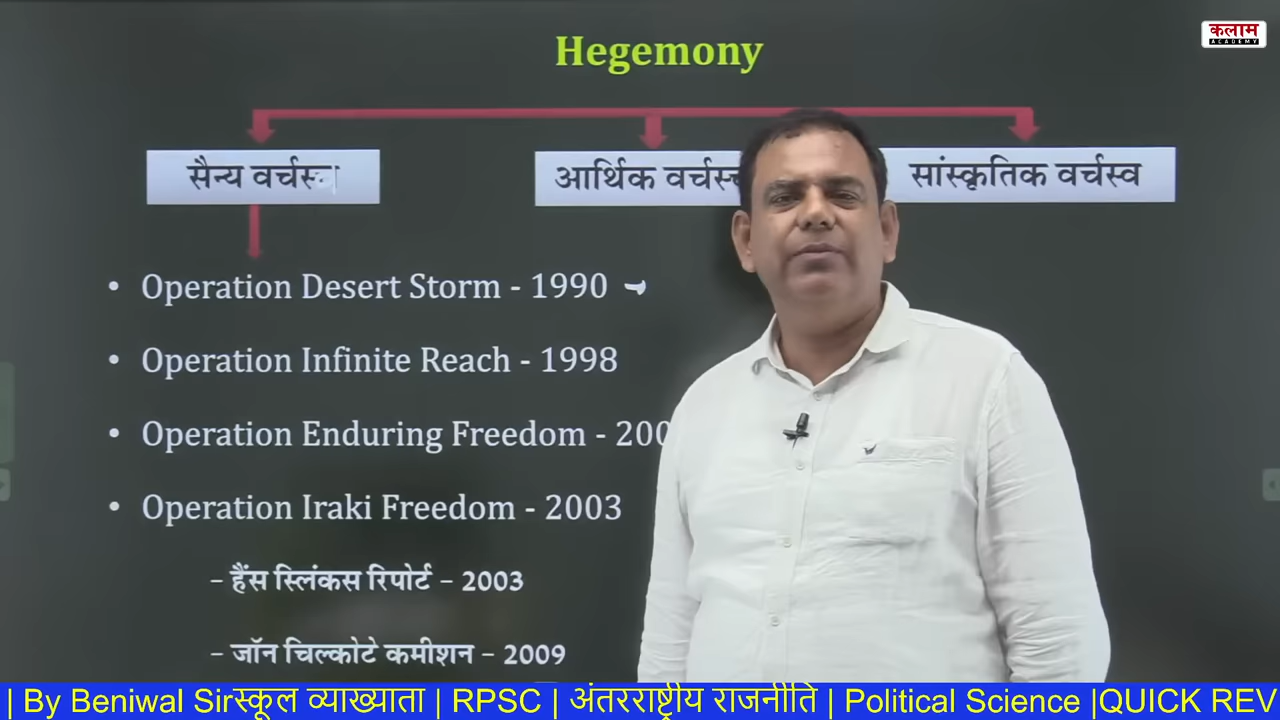 Hegemony
कलाम
ACADEMY
सैन्य वर्चस्व
आर्थिक वर्चस्व
सांस्कृतिक वर्चस्व
• Operation Desert Storm - 1990
• Operation Infinite Reach - 1998
• Operation Enduring Freedom - 200
• Operation Iraki Freedom - 2003
– हैंस स्लिंकस रिपोर्ट – 2003
– जॉन चिल्कोटे कमीशन – 2009
| By Beniwal Sirस्कूल व्याख्याता | RPSC | अंतरराष्ट्रीय राजनीति | Political Science |QUICK REV